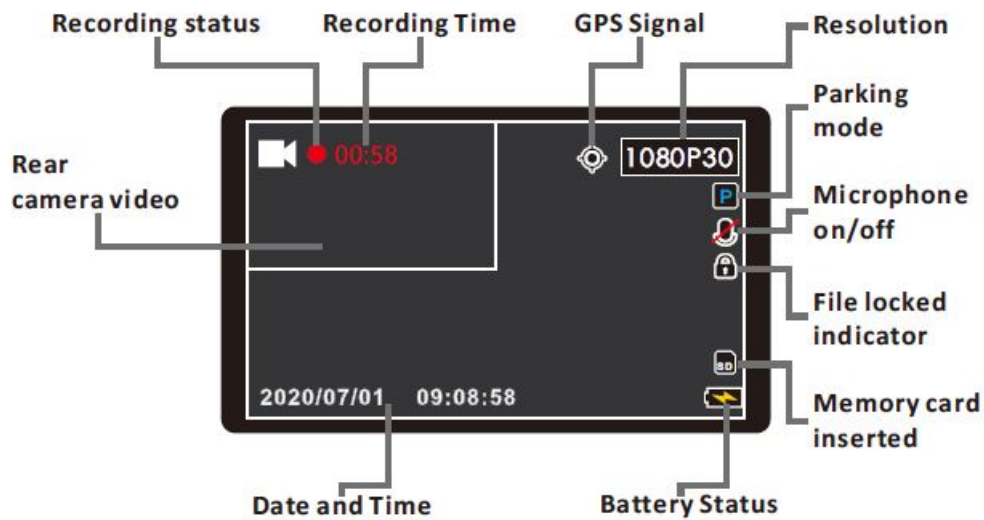 Recording status
Recording Time
GPS Signal
Resolution
Parking
mode
Rear
camera video
00:58
1080P30
P
Microphone
on/off
File locked
indicator
SD
2020/07/01 09:08:58
Memory card
inserted
Date and Time
Battery Status